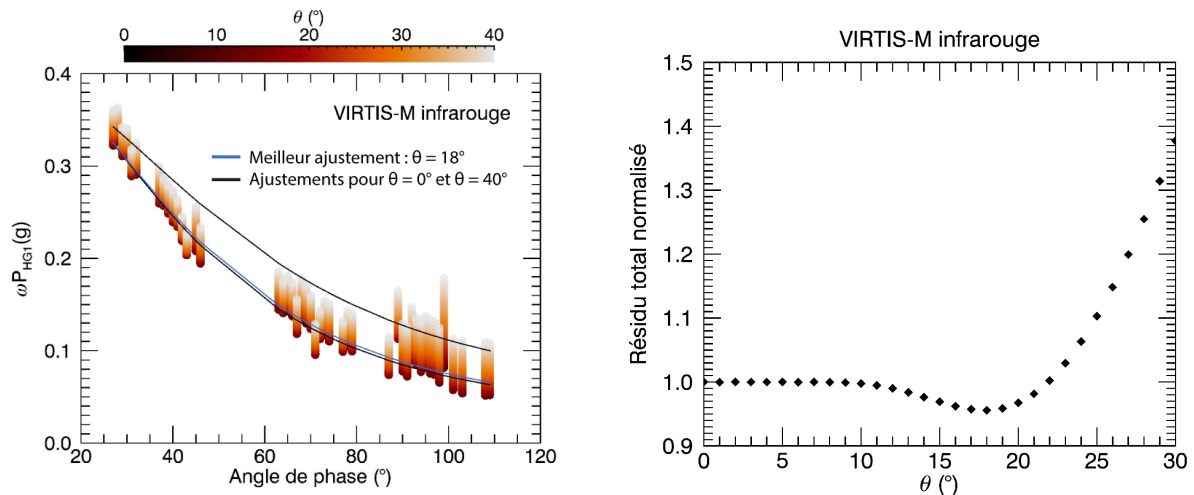 θ (°)
0 10 20 30 40
0.4
0.3
0.2
0.1
0.0
ωP_HG1(g)
VIRTIS-M infrarouge
Meilleur ajustement : θ = 18°
Ajustements pour θ = 0° et θ = 40°
20 40 60 80 100 120
Angle de phase (°)
VIRTIS-M infrarouge
1.5
1.4
1.3
1.2
1.1
1.0
0.9
Résidu total normalisé
0 5 10 15 20 25 30
θ (°)